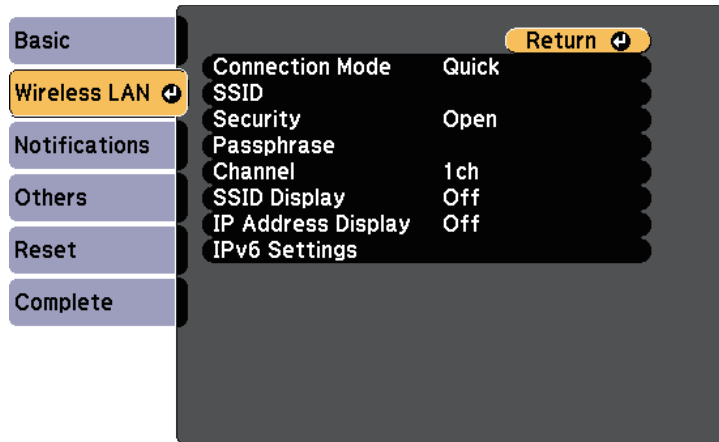 Basic
Wireless LAN
Notifications
Others
Reset
Complete
Return
Connection Mode Quick
SSID
Security Open
Passphrase
Channel 1ch
SSID Display Off
IP Address Display Off
IPv6 Settings